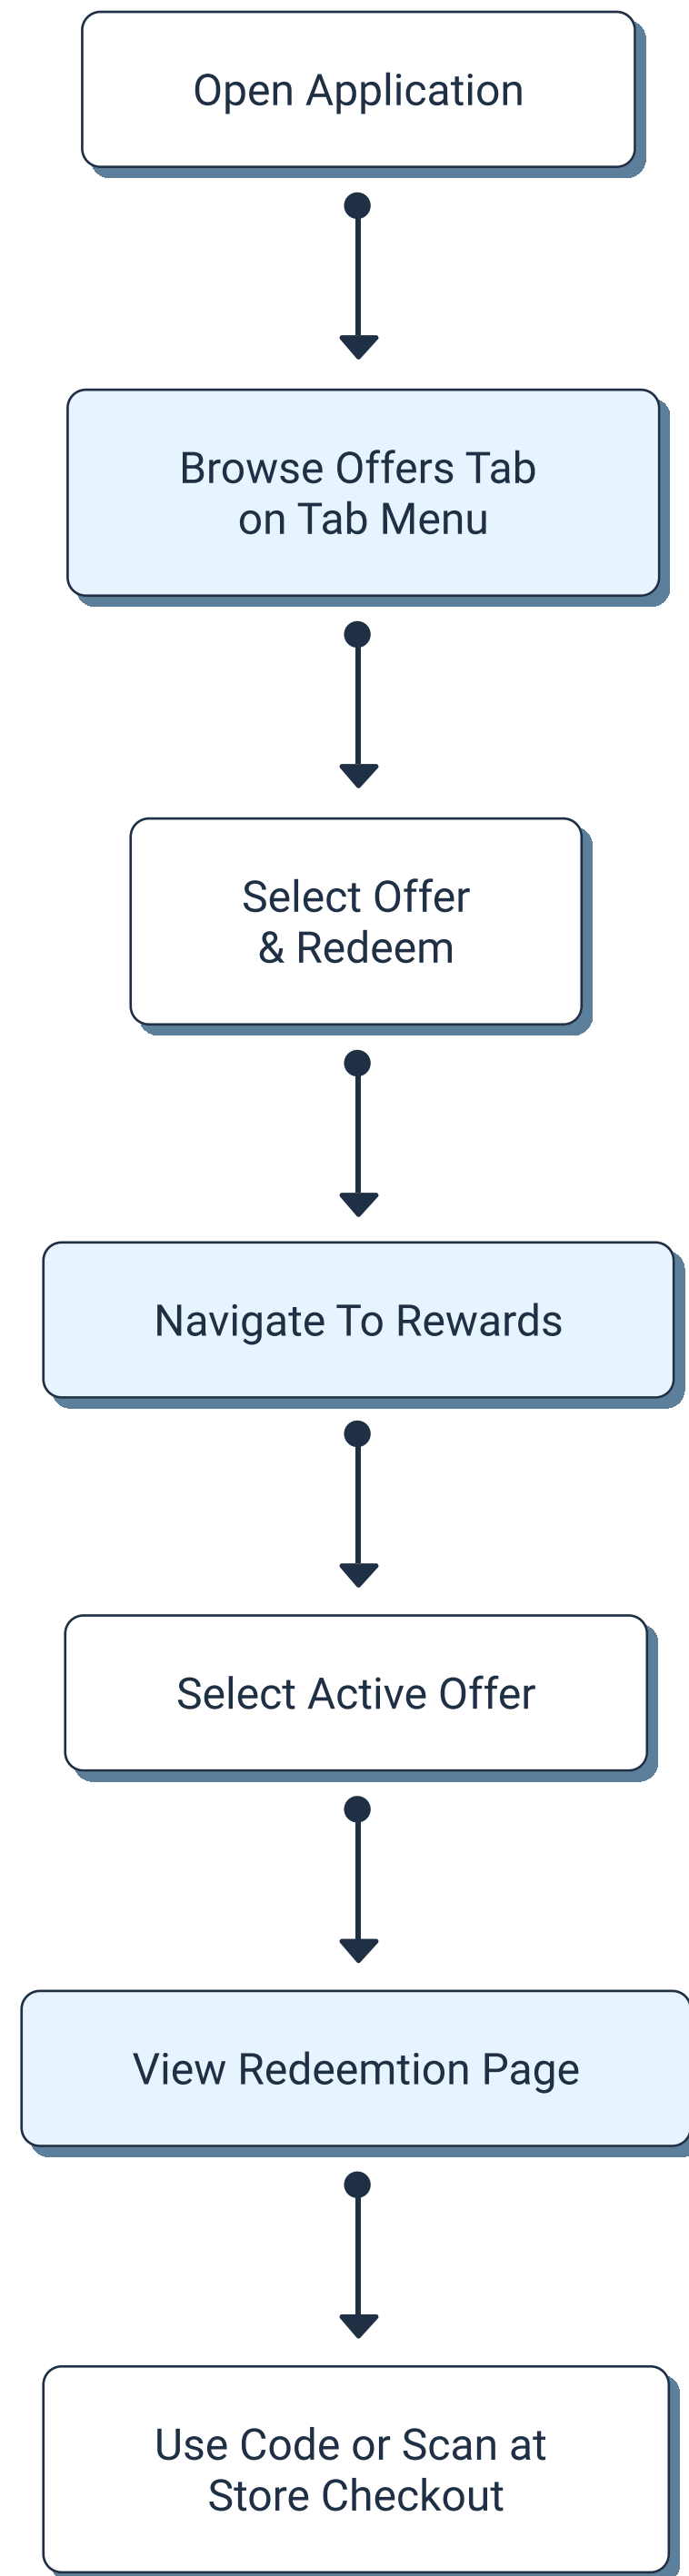 Open Application
Browse Offers Tab
on Tab Menu
Select Offer
& Redeem
Navigate To Rewards
Select Active Offer
View Redeemtion Page
Use Code or Scan at
Store Checkout